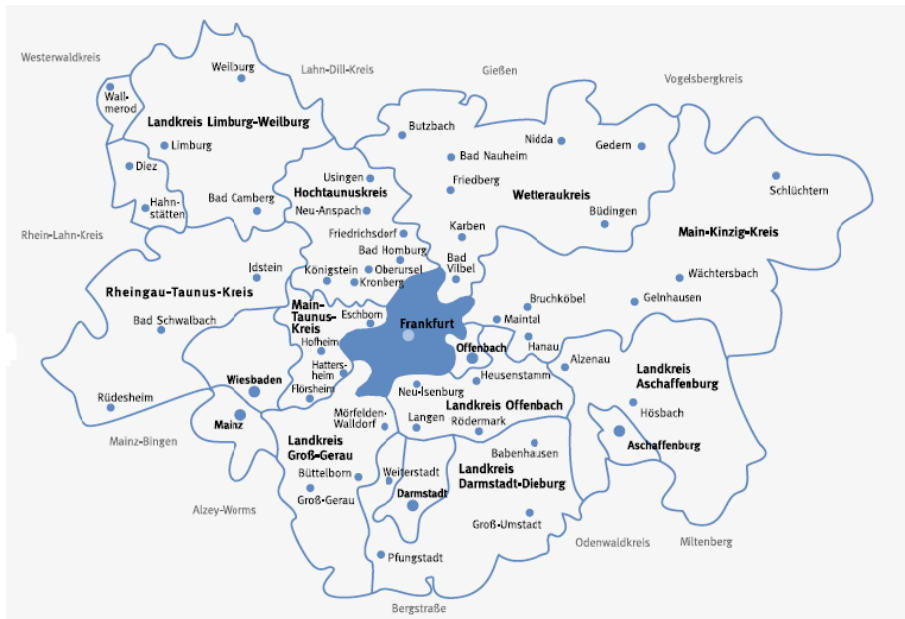 Westerwaldkreis
Weilburg
Lahn-Dill-Kreis
Gießen
Vogelsbergkreis
Wall-
merod
Landkreis Limburg-Weilburg
Butzbach
Nidda
Gedern
Limburg
Bad Nauheim
Diez
Usingen
Friedberg
Schlüchtern
Hochtaunuskreis
Wetteraukreis
Bad Camberg
Hahn-
stätten
Neu-Anspach
Büdingen
Rhein-Lahn-Kreis
Friedrichsdorf
Karben
Main-Kinzig-Kreis
Bad Homburg
Bad
Vilbel
Idstein
Königstein
Oberursel
Kronberg
Wächtersbach
Rheingau-Taunus-Kreis
Main-
Taunus-
Kreis
Eschborn
Bruchköbel
Gelnhausen
Bad Schwalbach
Frankfurt
Maintal
Hofheim
Offenbach
Hanau
Alzenau
Hatters-
heim
Wiesbaden
Heusenstamm
Landkreis
Aschaffenburg
Flörsheim
Neu-Isenburg
Rüdesheim
Landkreis Offenbach
Hösbach
Mainz
Mörfelden-
Walldorf
Langen
Rödermark
Mainz-Bingen
Landkreis
Groß-Gerau
Babenhausen
Aschaffenburg
Büttelborn
Weiterstadt
Landkreis
Darmstadt-Dieburg
Groß-Gerau
Darmstadt
Alzey-Worms
Groß-Umstadt
Odenwaldkreis
Miltenberg
Pfungstadt
Bergstraße